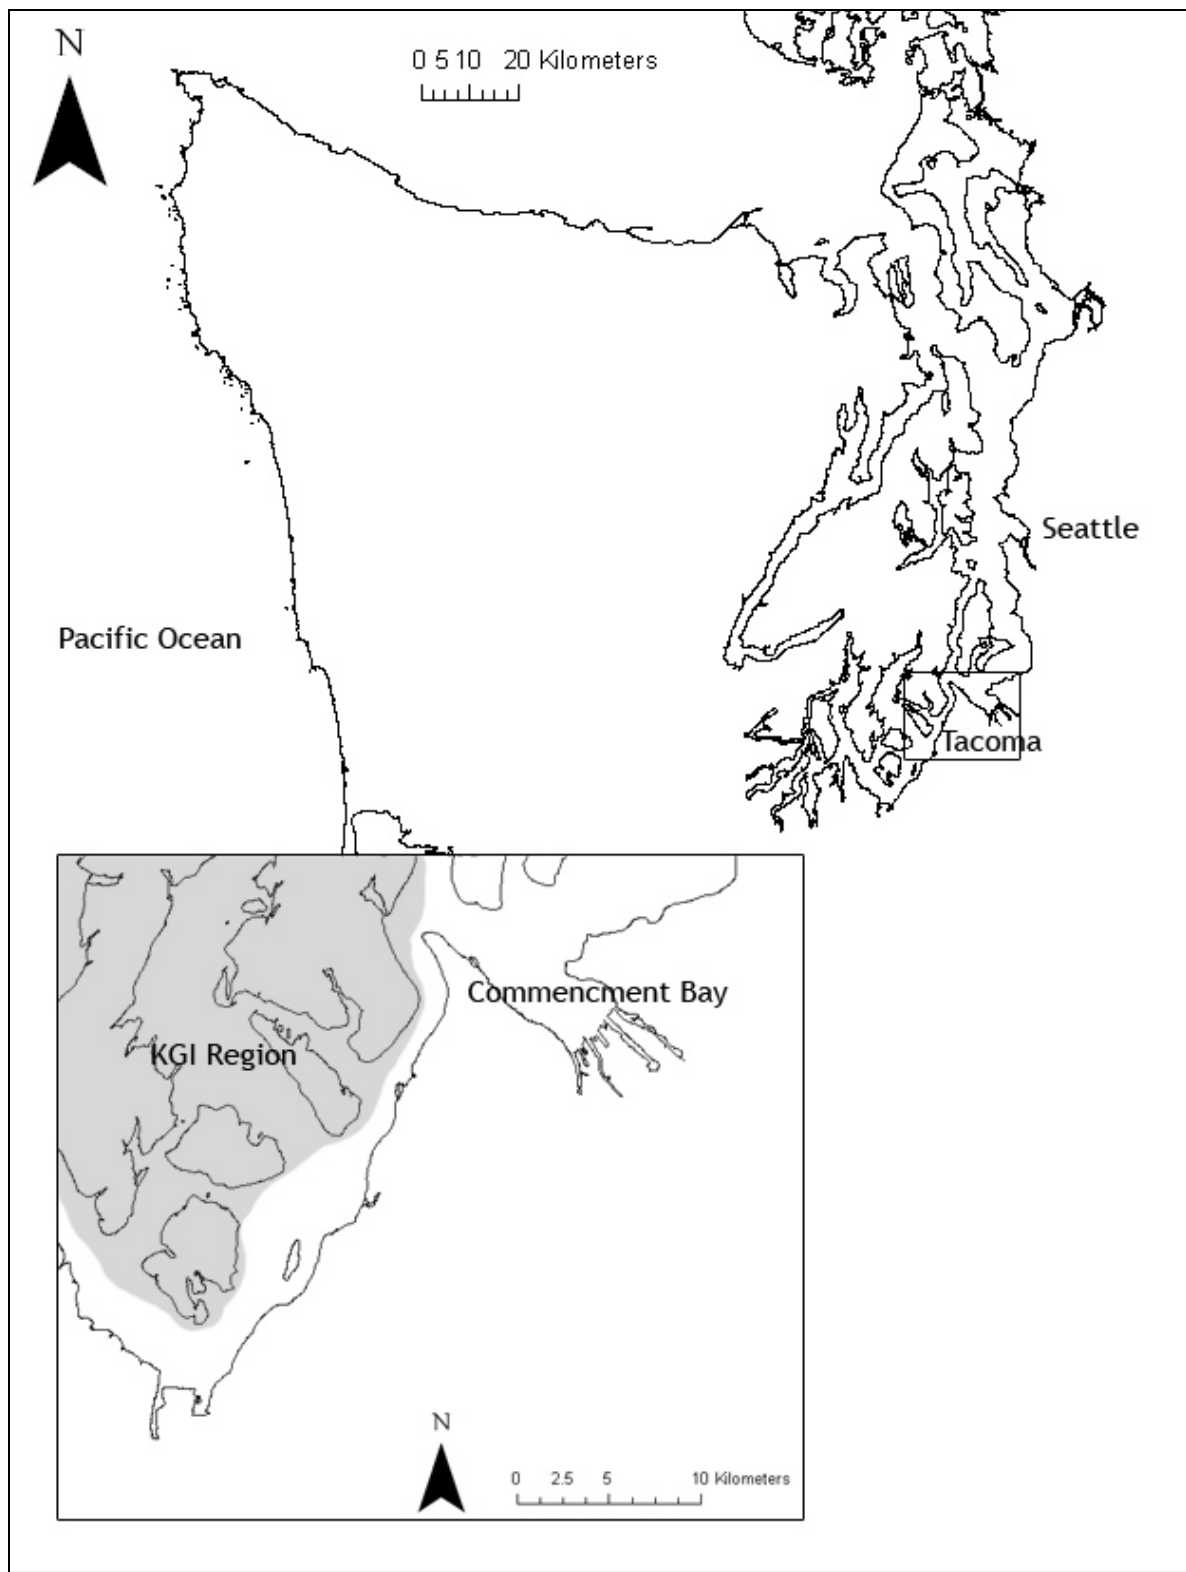 N
0 5 10 20 Kilometers
Seattle
Pacific Ocean
Tacoma
Commencment Bay
KGI Region
N
0 2.5 5 10 Kilometers